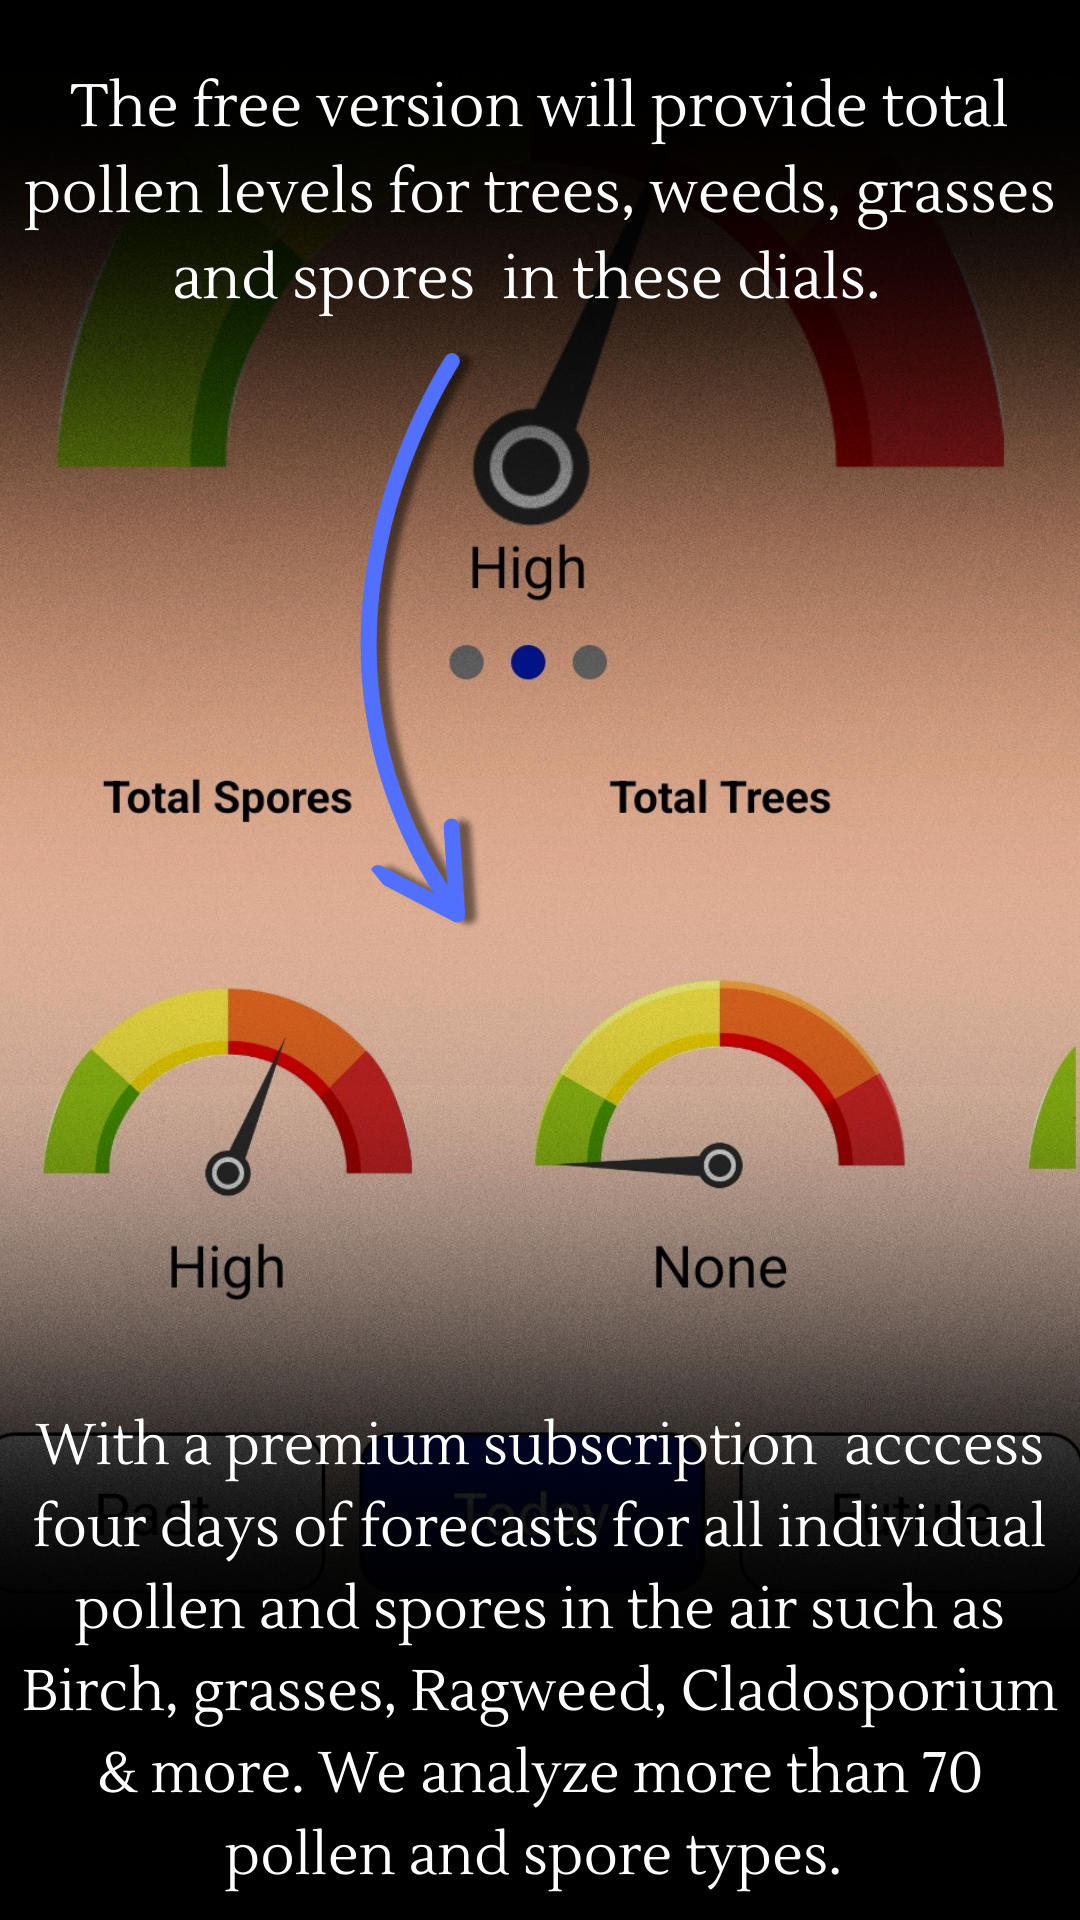 The free version will provide total
pollen levels for trees, weeds, grasses
and spores in these dials.
High
Total Spores Total Trees
High None
With a premium subscription acccess
Past Today Future
four days of forecasts for all individual
pollen and spores in the air such as
Birch, grasses, Ragweed, Cladosporium
& more. We analyze more than 70
pollen and spore types.